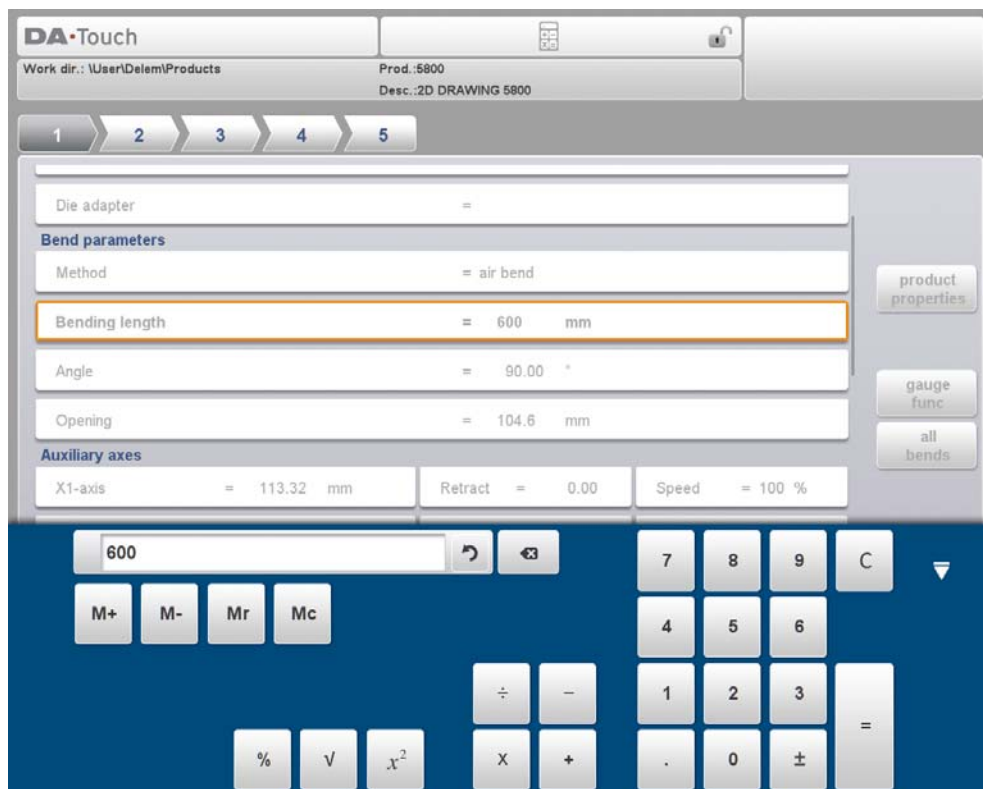 DA·Touch
Work dir.: \User\Delem\Products
Prod.:5800
Desc.:2D DRAWING 5800
1 2 3 4 5
Die adapter =
Bend parameters
Method = air bend
product properties
Bending length = 600 mm
Angle = 90.00 °
gauge func
Opening = 104.6 mm
all bends
Auxiliary axes
X1-axis = 113.32 mm Retract = 0.00 Speed = 100 %
600
7 8 9 C
M+ M- Mr Mc
4 5 6
÷ − 1 2 3
=
% √ x² X + . 0 ±